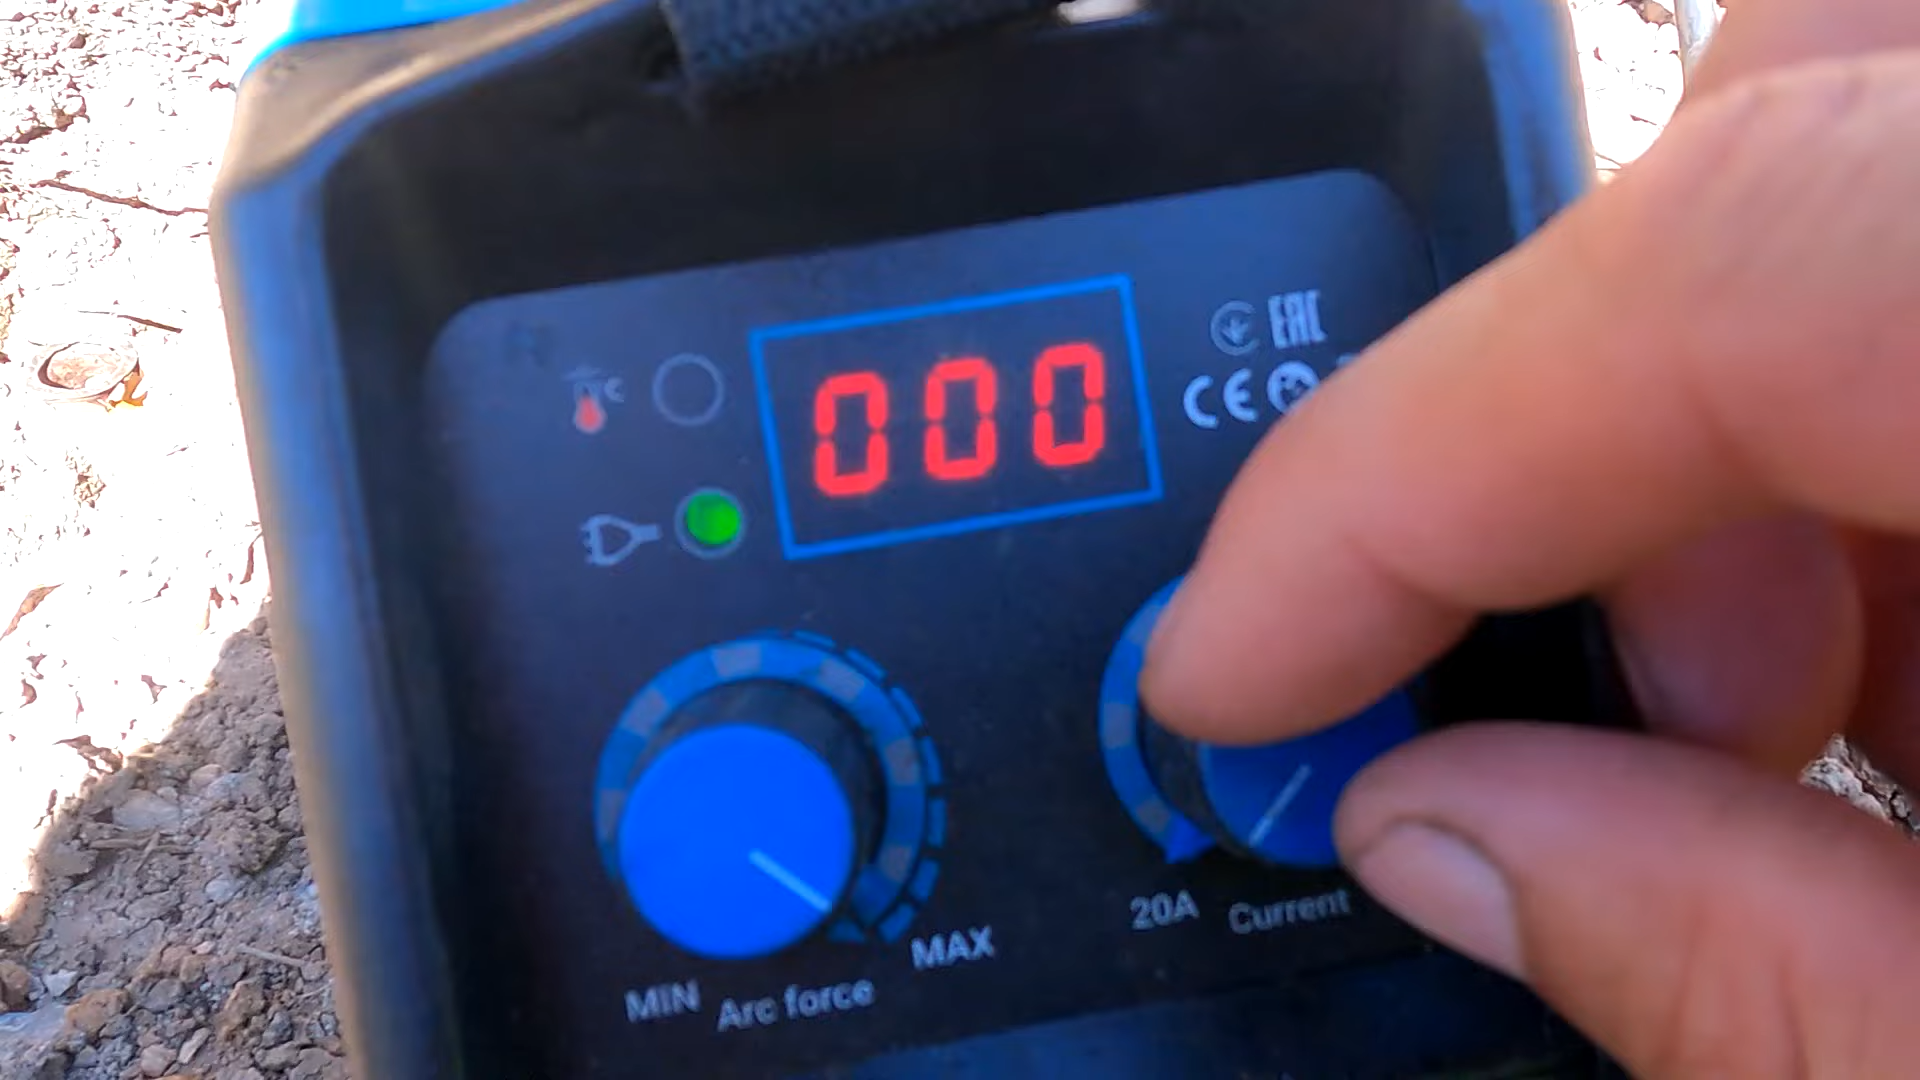 000
EAC
CE
°C
20A Current
MIN Arc force MAX